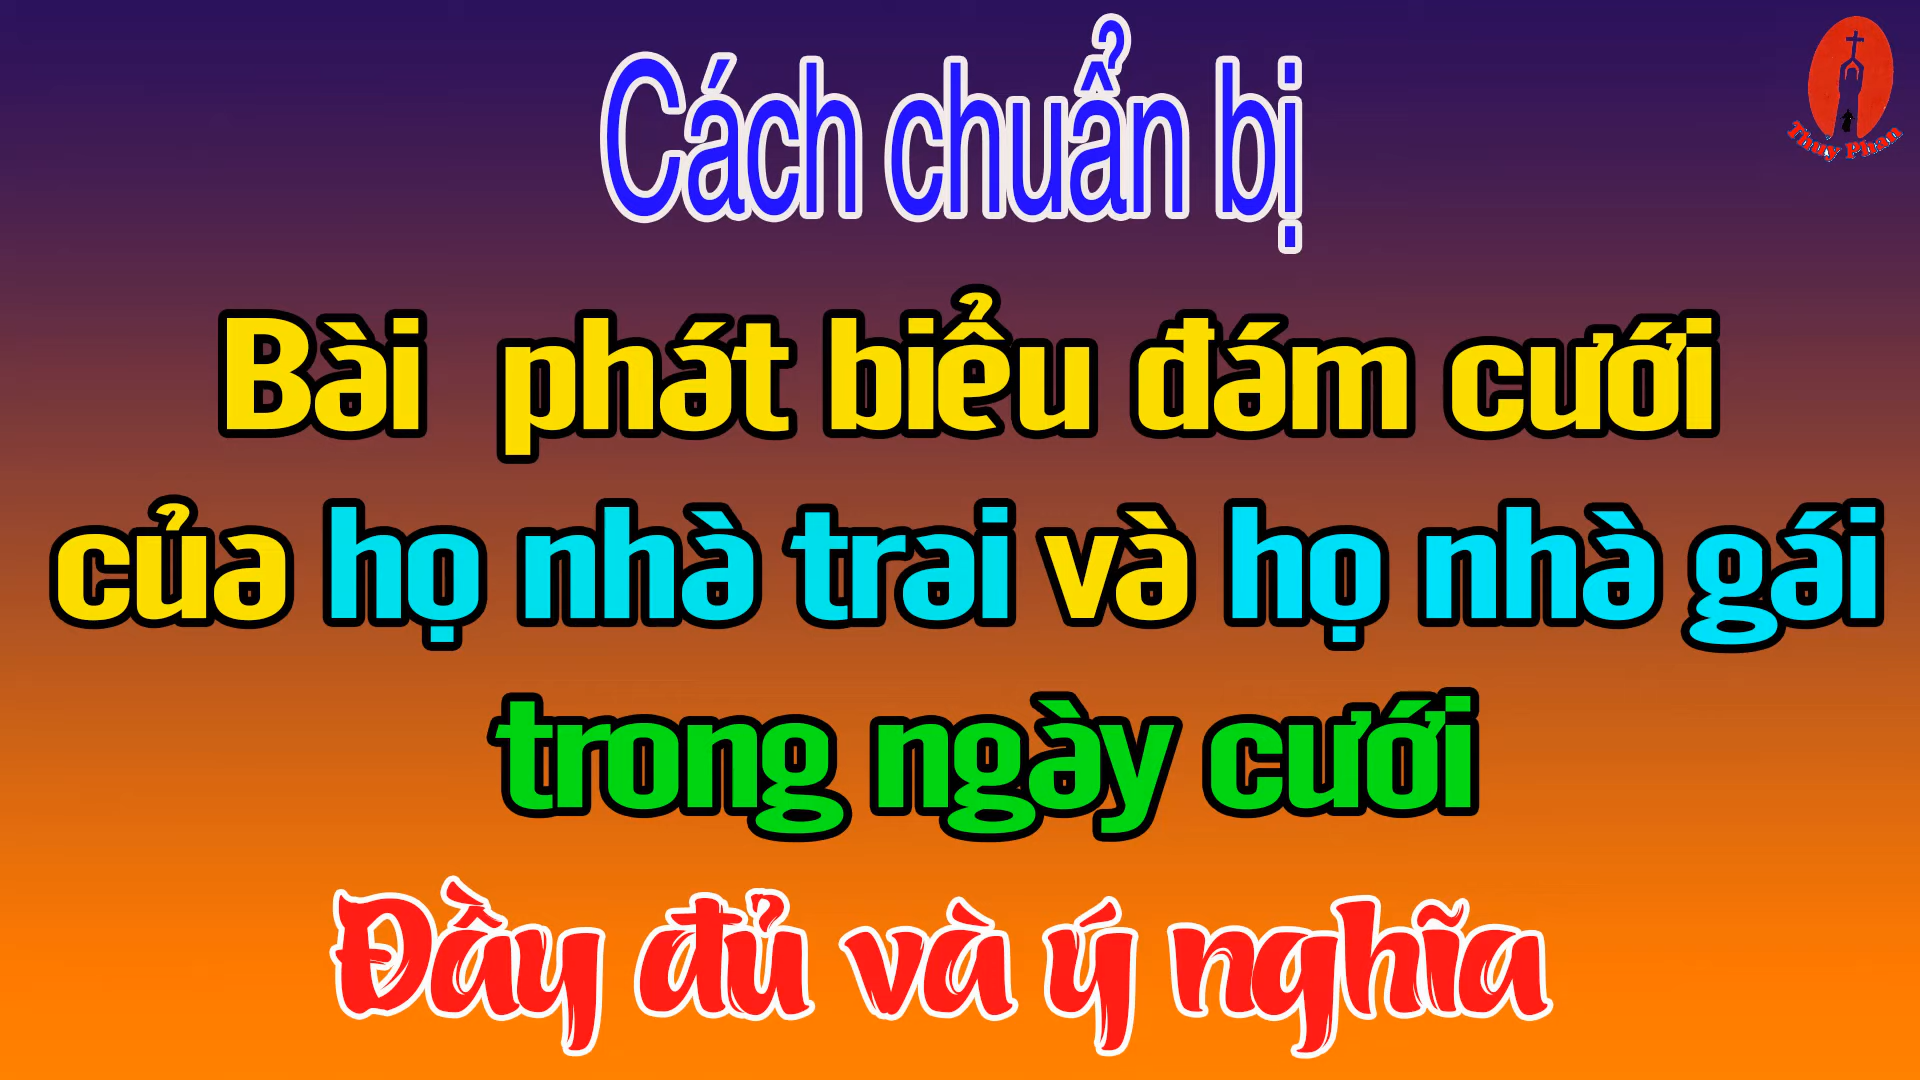 Cách chuẩn bị
Thuy Phan
Bài phát biểu đám cưới
của họ nhà trai và họ nhà gái
trong ngày cưới
Đầy đủ và ý nghĩa